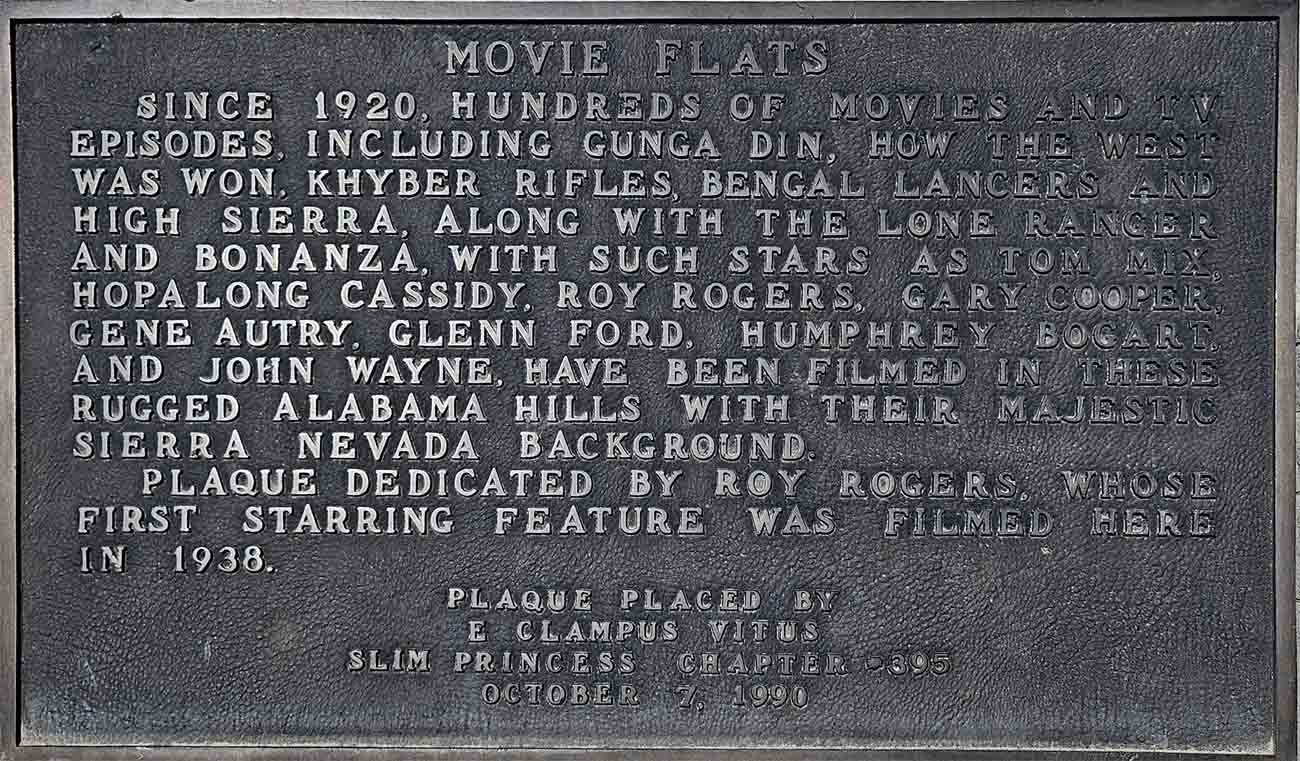 MOVIE FLATS
SINCE 1920, HUNDREDS OF MOVIES AND TV
EPISODES, INCLUDING GUNGA DIN, HOW THE WEST
WAS WON, KHYBER RIFLES, BENGAL LANCERS AND
HIGH SIERRA, ALONG WITH THE LONE RANGER
AND BONANZA, WITH SUCH STARS AS TOM MIX,
HOPALONG CASSIDY, ROY ROGERS, GARY COOPER,
GENE AUTRY, GLENN FORD, HUMPHREY BOGART,
AND JOHN WAYNE, HAVE BEEN FILMED IN THESE
RUGGED ALABAMA HILLS WITH THEIR MAJESTIC
SIERRA NEVADA BACKGROUND.
PLAQUE DEDICATED BY ROY ROGERS, WHOSE
FIRST STARRING FEATURE WAS FILMED HERE
IN 1938.
PLAQUE PLACED BY
E CLAMPUS VITUS
SLIM PRINCESS CHAPTER -395
OCTOBER 7, 1990